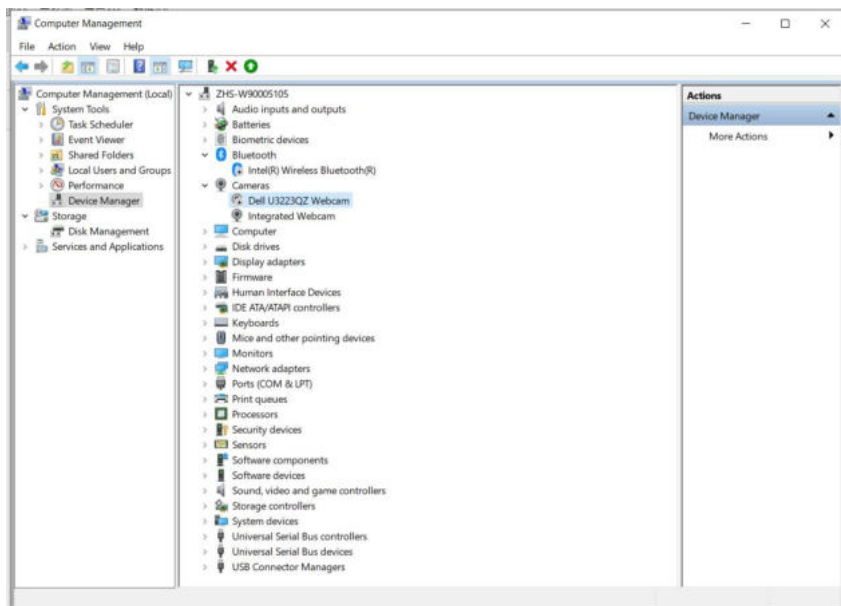 Computer Management
File Action View Help
Computer Management (Local)
System Tools
Task Scheduler
Event Viewer
Shared Folders
Local Users and Groups
Performance
Device Manager
Storage
Disk Management
Services and Applications
ZHS-W90005105
Audio inputs and outputs
Batteries
Biometric devices
Bluetooth
Intel(R) Wireless Bluetooth(R)
Cameras
Dell U3223QZ Webcam
Integrated Webcam
Computer
Disk drives
Display adapters
Firmware
Human Interface Devices
IDE ATA/ATAPI controllers
Keyboards
Mice and other pointing devices
Monitors
Network adapters
Ports (COM & LPT)
Print queues
Processors
Security devices
Sensors
Software components
Software devices
Sound, video and game controllers
Storage controllers
System devices
Universal Serial Bus controllers
Universal Serial Bus devices
USB Connector Managers
Actions
Device Manager
More Actions